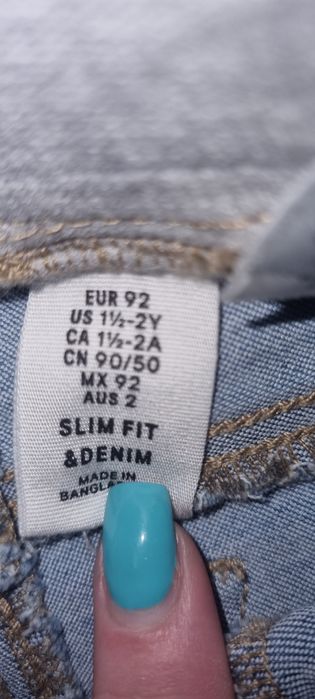 EUR 92
US 1½-2Y
CA 1½-2A
CN 90/50
MX 92
AUS 2
SLIM FIT
&DENIM
MADE IN